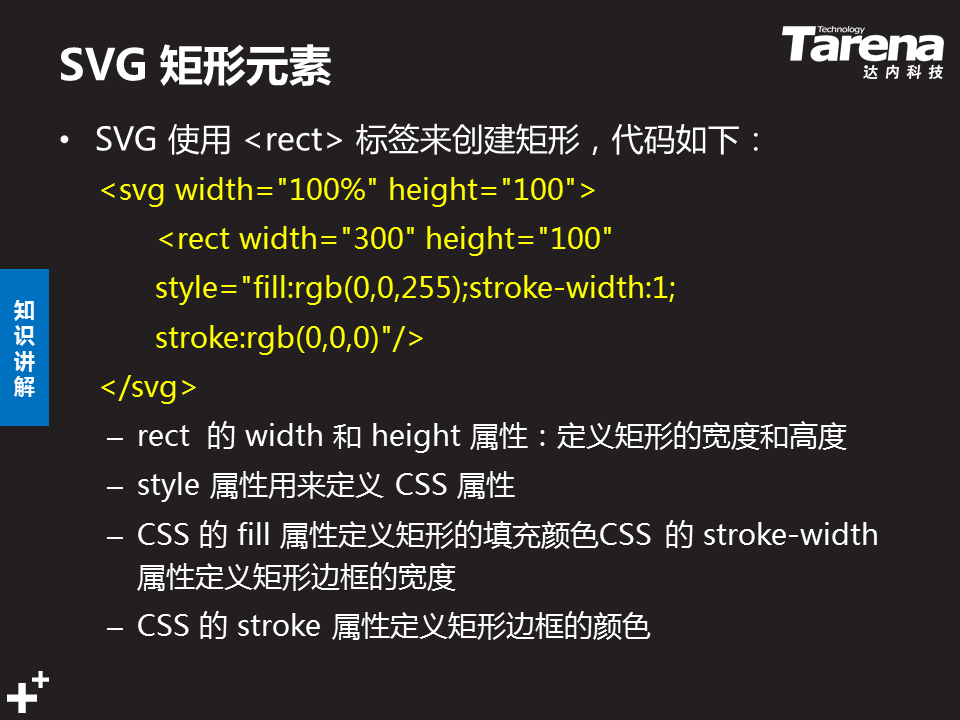 SVG 矩形元素
Technology
Tarena
达内科技
• SVG 使用 <rect> 标签来创建矩形，代码如下：
<svg width="100%" height="100">
<rect width="300" height="100"
style="fill:rgb(0,0,255);stroke-width:1;
stroke:rgb(0,0,0)"/>
</svg>
知识讲解
– rect 的 width 和 height 属性：定义矩形的宽度和高度
– style 属性用来定义 CSS 属性
– CSS 的 fill 属性定义矩形的填充颜色CSS 的 stroke-width
属性定义矩形边框的宽度
– CSS 的 stroke 属性定义矩形边框的颜色